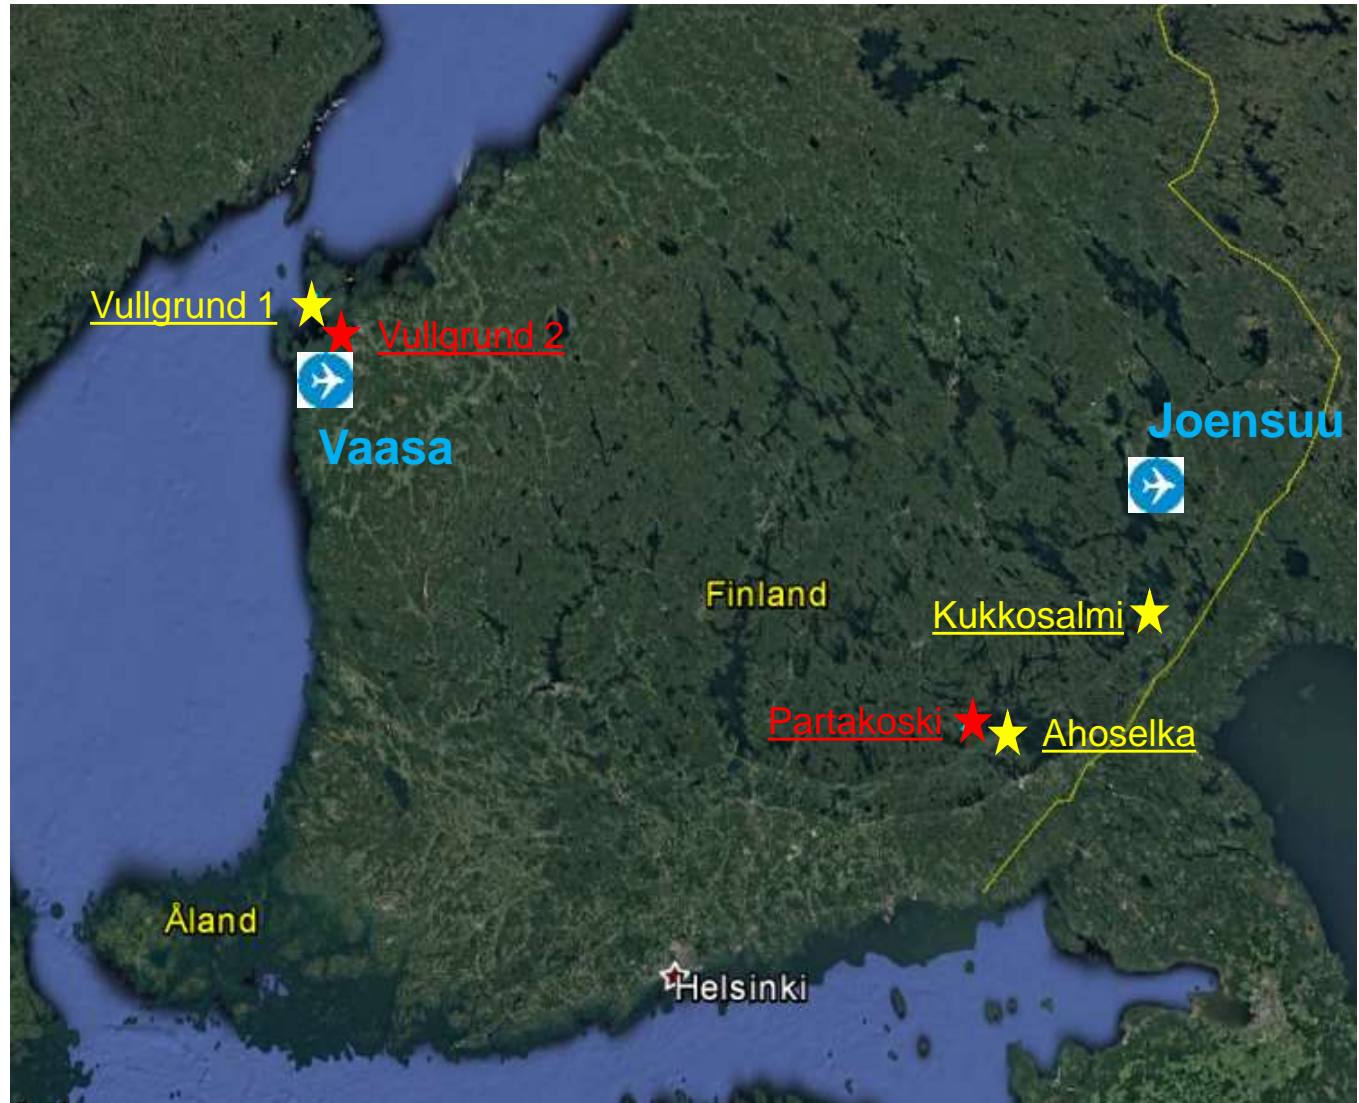 Vullgrund 1
Vullgrund 2
Vaasa
Joensuu
Finland
Kukkosalmi
Partakoski
Ahoselka
Åland
Helsinki